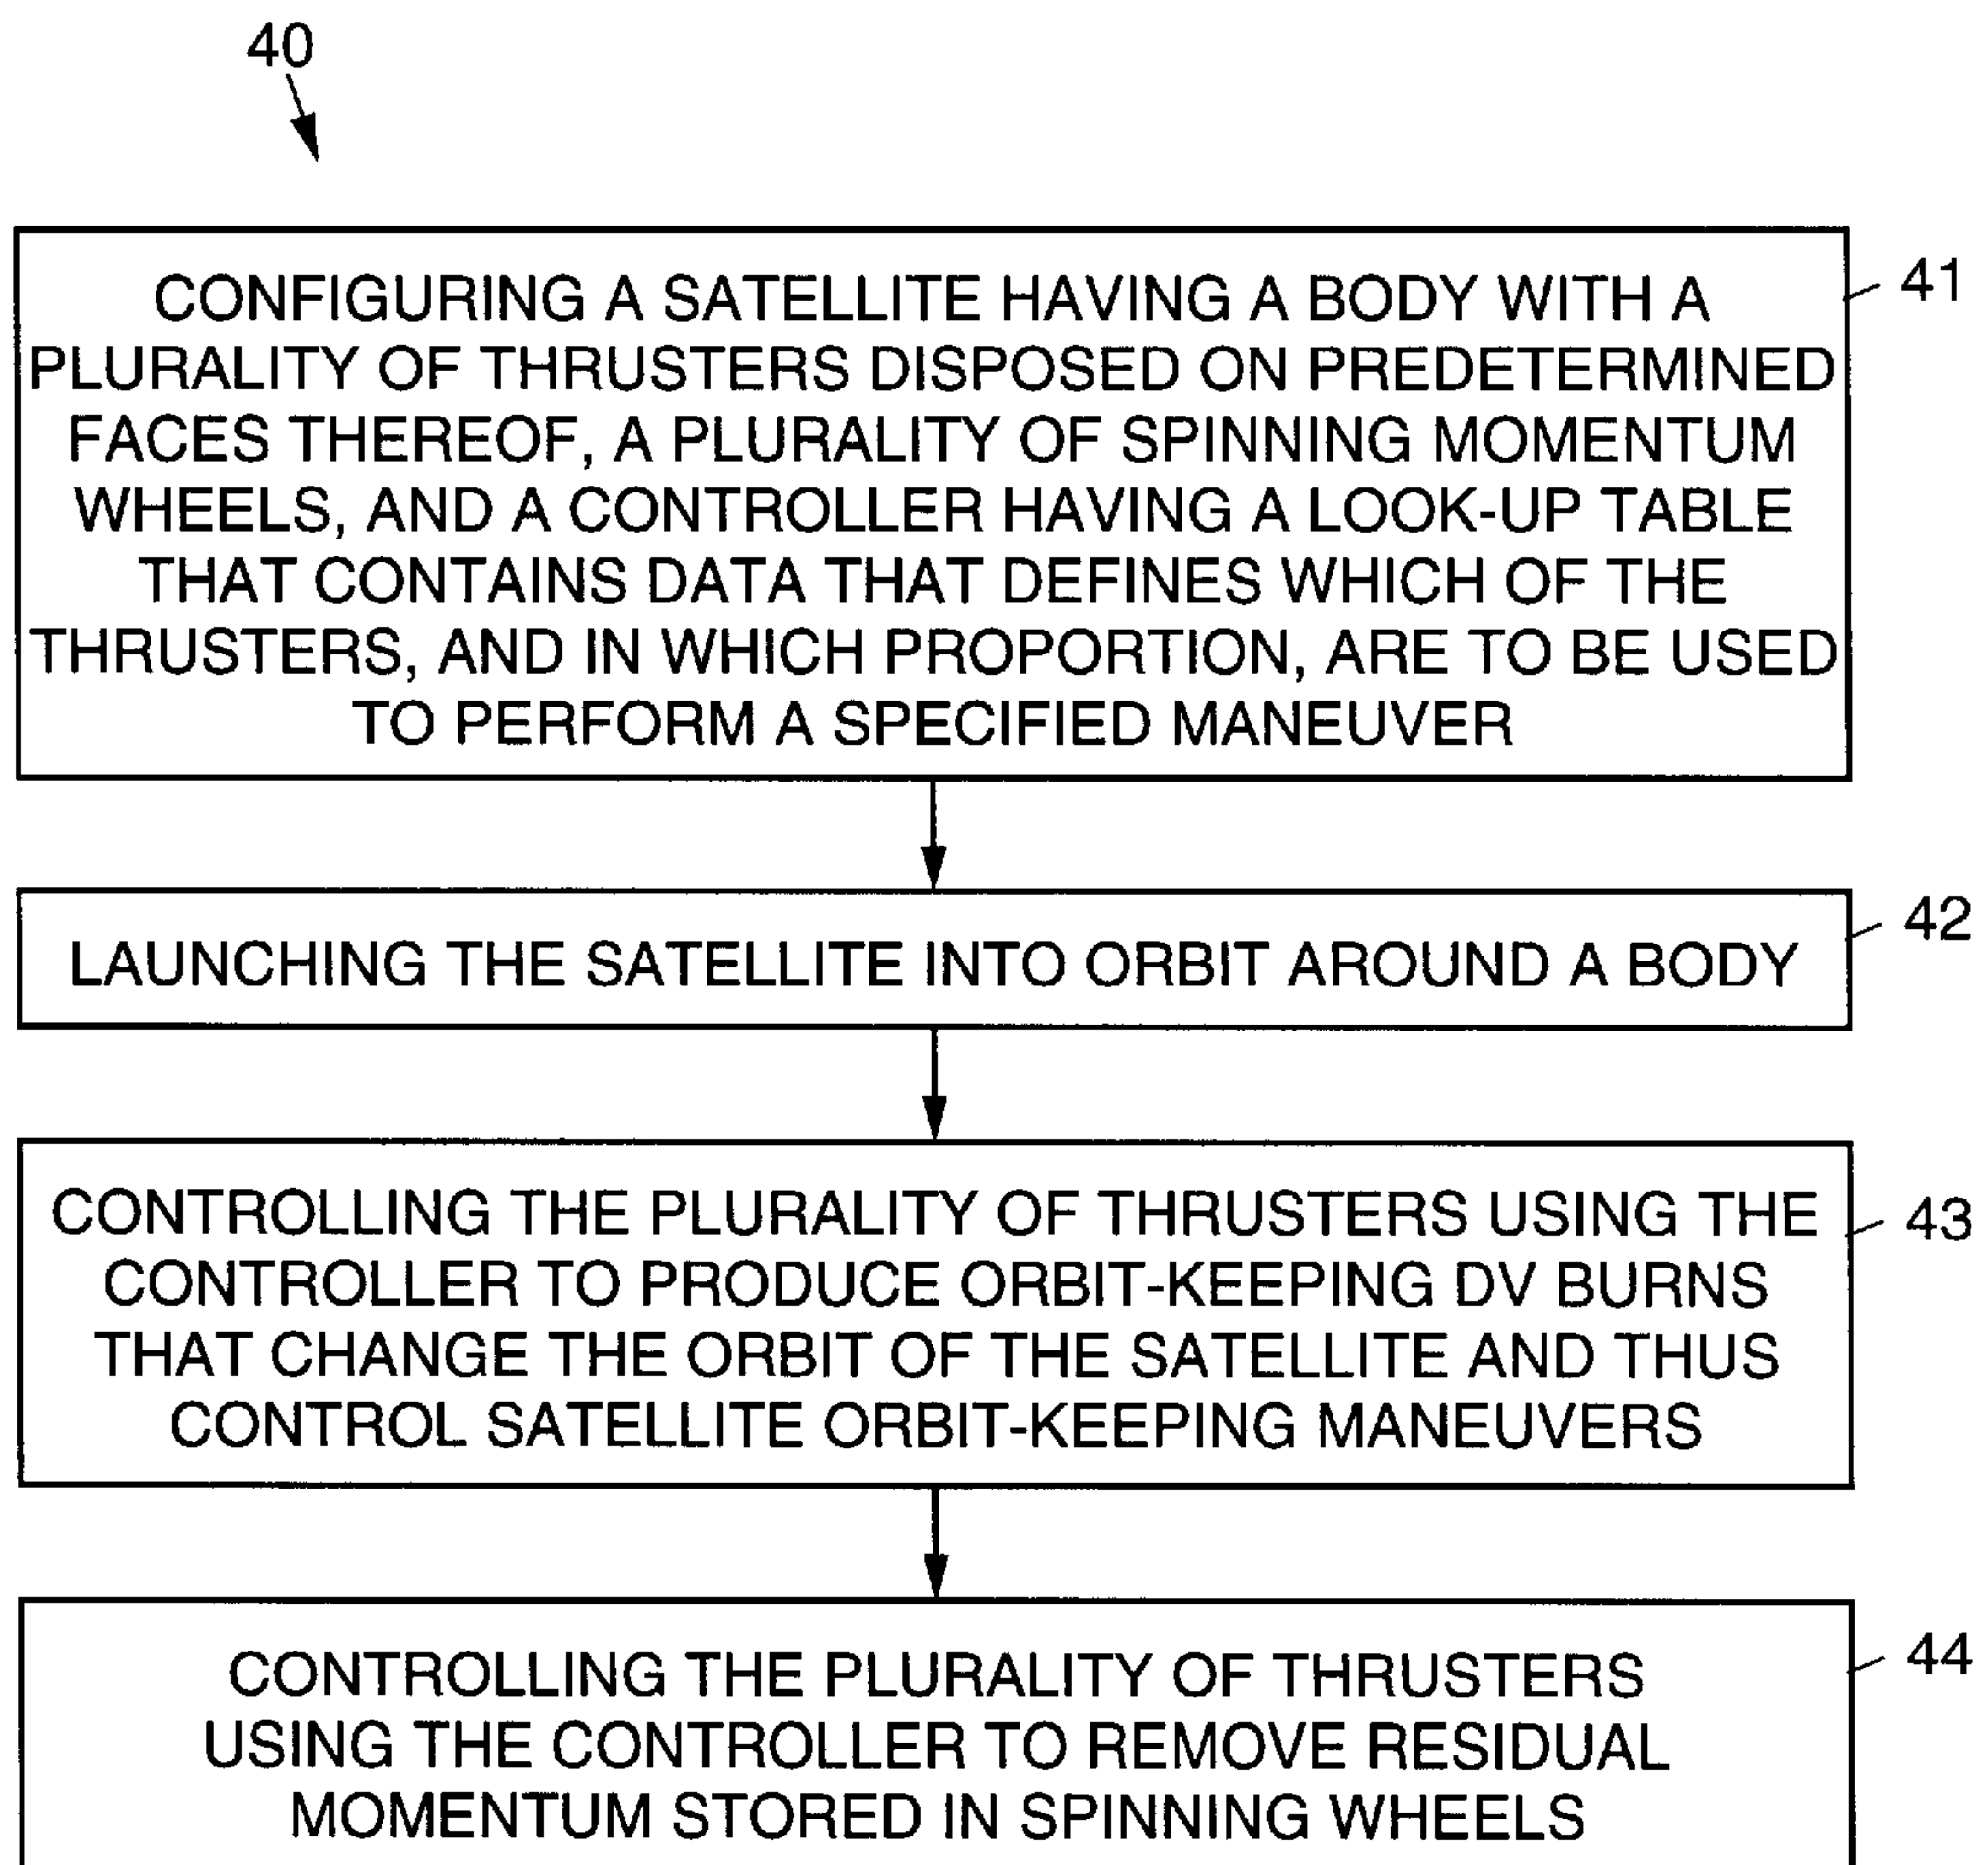 40
CONFIGURING A SATELLITE HAVING A BODY WITH A
PLURALITY OF THRUSTERS DISPOSED ON PREDETERMINED
FACES THEREOF, A PLURALITY OF SPINNING MOMENTUM
WHEELS, AND A CONTROLLER HAVING A LOOK-UP TABLE
THAT CONTAINS DATA THAT DEFINES WHICH OF THE
THRUSTERS, AND IN WHICH PROPORTION, ARE TO BE USED
TO PERFORM A SPECIFIED MANEUVER
41
LAUNCHING THE SATELLITE INTO ORBIT AROUND A BODY
42
CONTROLLING THE PLURALITY OF THRUSTERS USING THE
CONTROLLER TO PRODUCE ORBIT-KEEPING DV BURNS
THAT CHANGE THE ORBIT OF THE SATELLITE AND THUS
CONTROL SATELLITE ORBIT-KEEPING MANEUVERS
43
CONTROLLING THE PLURALITY OF THRUSTERS
USING THE CONTROLLER TO REMOVE RESIDUAL
MOMENTUM STORED IN SPINNING WHEELS
44